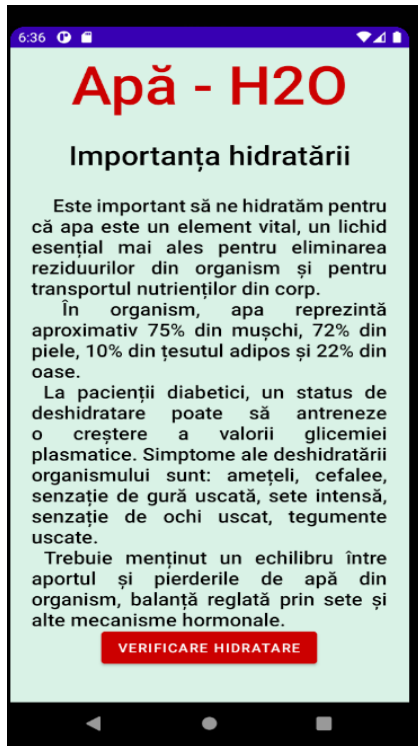 6:36
Apă - H2O
Importanța hidratării
Este important să ne hidratăm pentru
că apa este un element vital, un lichid
esențial mai ales pentru eliminarea
reziduurilor din organism și pentru
transportul nutrienților din corp.
În organism, apa reprezintă
aproximativ 75% din mușchi, 72% din
piele, 10% din țesutul adipos și 22% din
oase.
La pacienții diabetici, un status de
deshidratare poate să antreneze
o creștere a valorii glicemiei
plasmatice. Simptome ale deshidratării
organismului sunt: amețeli, cefalee,
senzație de gură uscată, sete intensă,
senzație de ochi uscat, tegumente
uscate.
Trebuie menținut un echilibru între
aportul și pierderile de apă din
organism, balanță reglată prin sete și
alte mecanisme hormonale.
VERIFICARE HIDRATARE